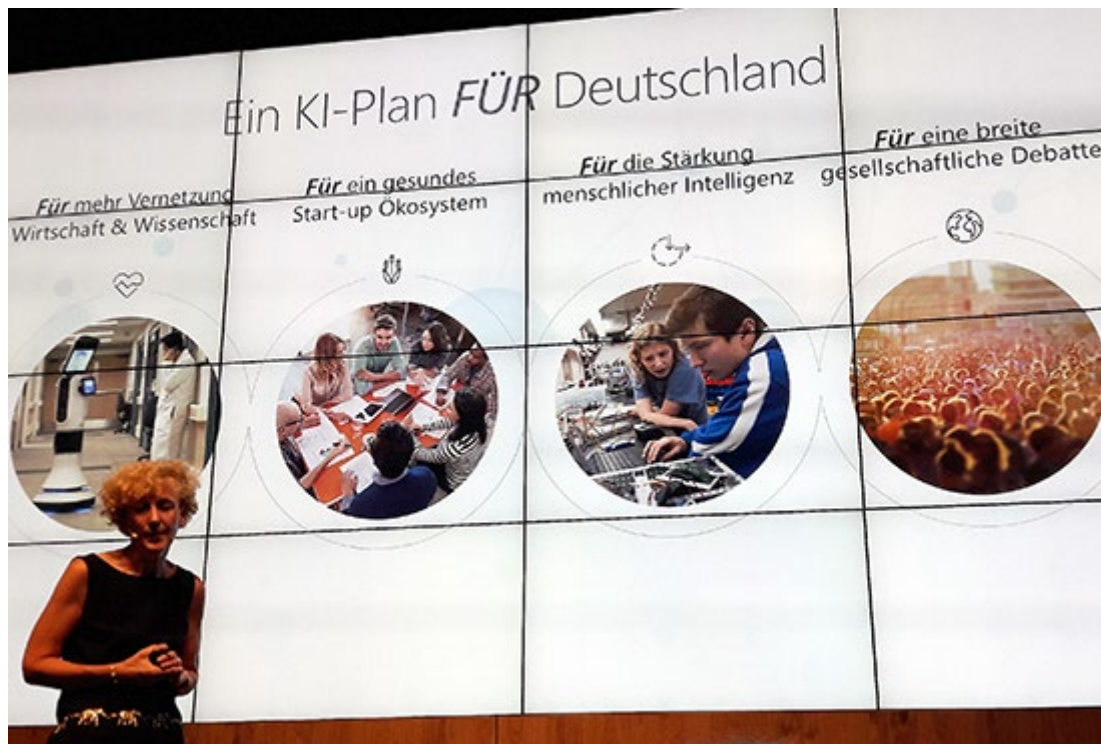 Ein KI-Plan FÜR Deutschland
Für mehr Vernetzung
Wirtschaft & Wissenschaft
Für ein gesundes
Start-up Ökosystem
Für die Stärkung
menschlicher Intelligenz
Für eine breite
gesellschaftliche Debatte